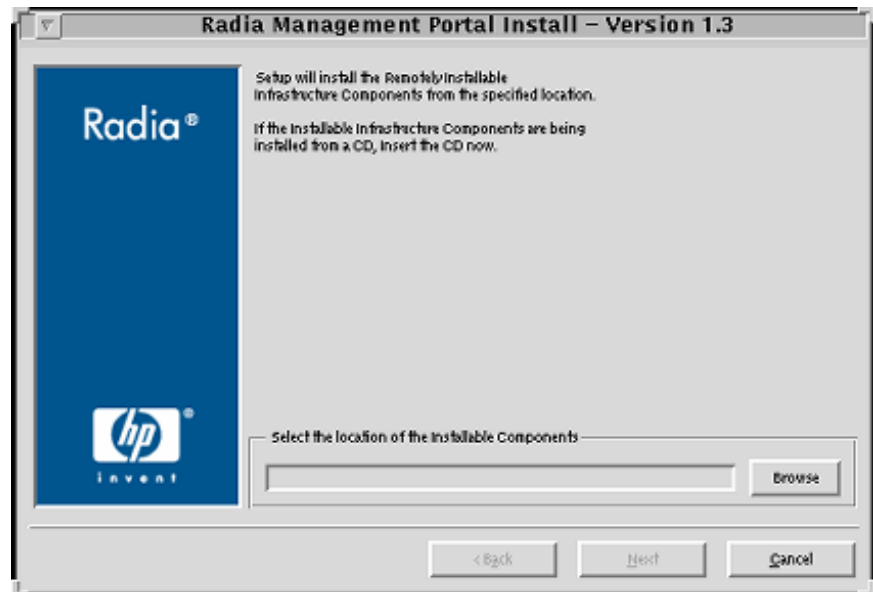 Radia Management Portal Install – Version 1.3
Radia®
Setup will install the Remotely Installable
Infrastructure Components from the specified location.
If the Installable Infrastructure Components are being
installed from a CD, insert the CD now.
hp®
invent
Select the location of the Installable Components
Browse
< Back
Next
Cancel